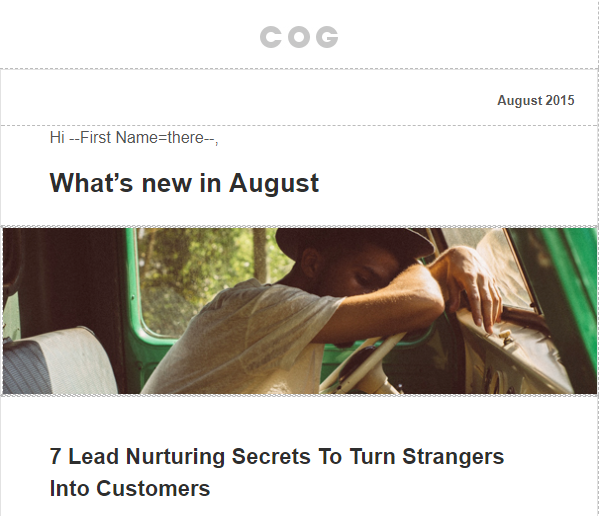 COG
August 2015
Hi --First Name=there--,
What’s new in August
7 Lead Nurturing Secrets To Turn Strangers
Into Customers